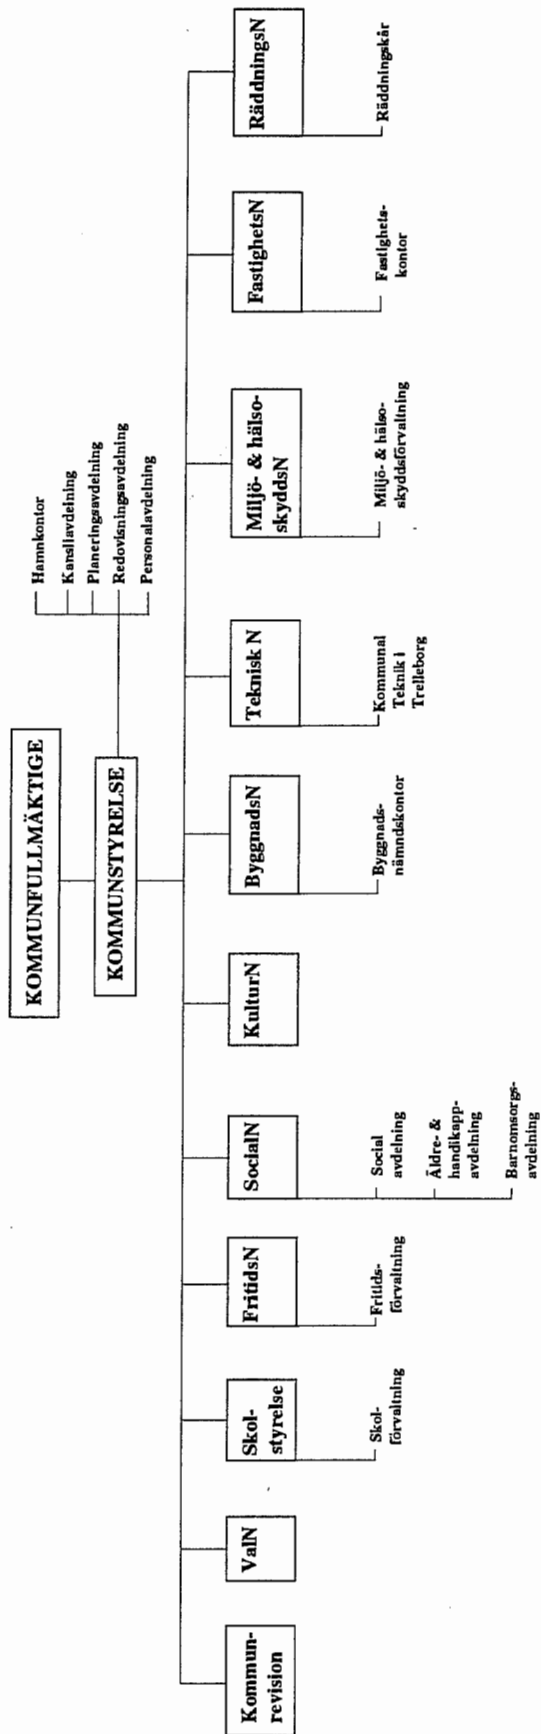 KOMMUNFULLMÄKTIGE
KOMMUNSTYRELSE
Hamnkontor
Kansliavdelning
Planeringsavdelning
Redovisningsavdelning
Personalavdelning
Kommun-
revision
ValN
Skol-
styrelse
Skol-
förvaltning
FritidsN
Fritids-
förvaltning
SocialN
Social
avdelning
Äldre- &
handikapp-
avdelning
Barnomsorgs-
avdelning
KulturN
ByggnadsN
Byggnads-
nämndskontor
Teknisk N
Kommunal
Teknik i
Trelleborg
Miljö- & hälso-
skyddsN
Miljö- & hälso-
skyddsförvaltning
FastighetsN
Fastighets-
kontor
RäddningsN
Räddningskår